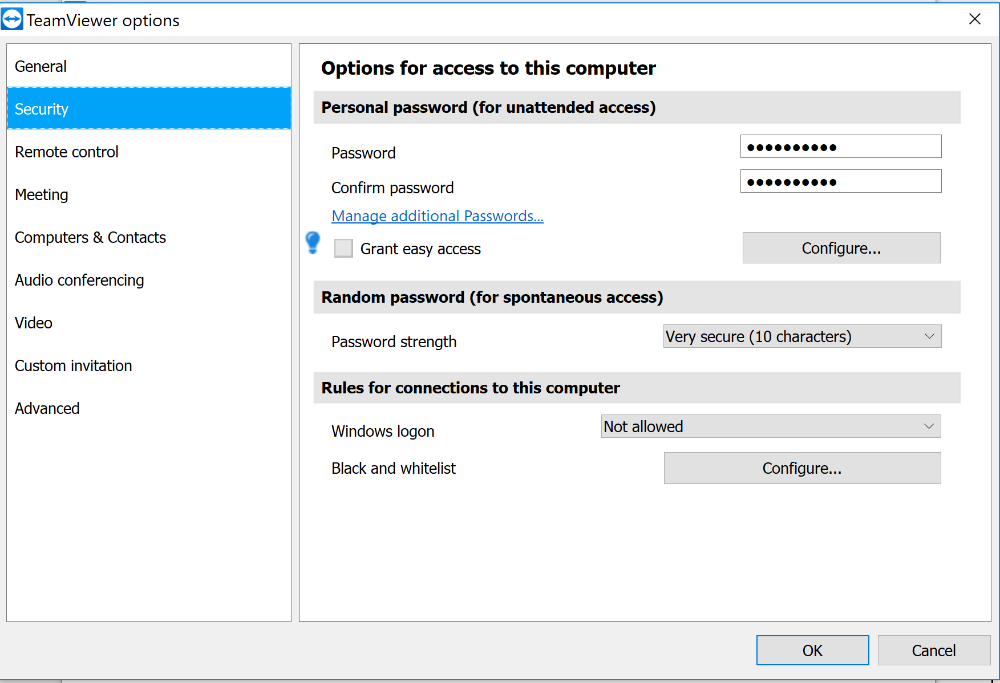 TeamViewer options
General
Security
Remote control
Meeting
Computers & Contacts
Audio conferencing
Video
Custom invitation
Advanced
Options for access to this computer
Personal password (for unattended access)
Password ●●●●●●●●●●
Confirm password ●●●●●●●●●●
Manage additional Passwords...
Grant easy access Configure...
Random password (for spontaneous access)
Password strength Very secure (10 characters)
Rules for connections to this computer
Windows logon Not allowed
Black and whitelist Configure...
OK Cancel